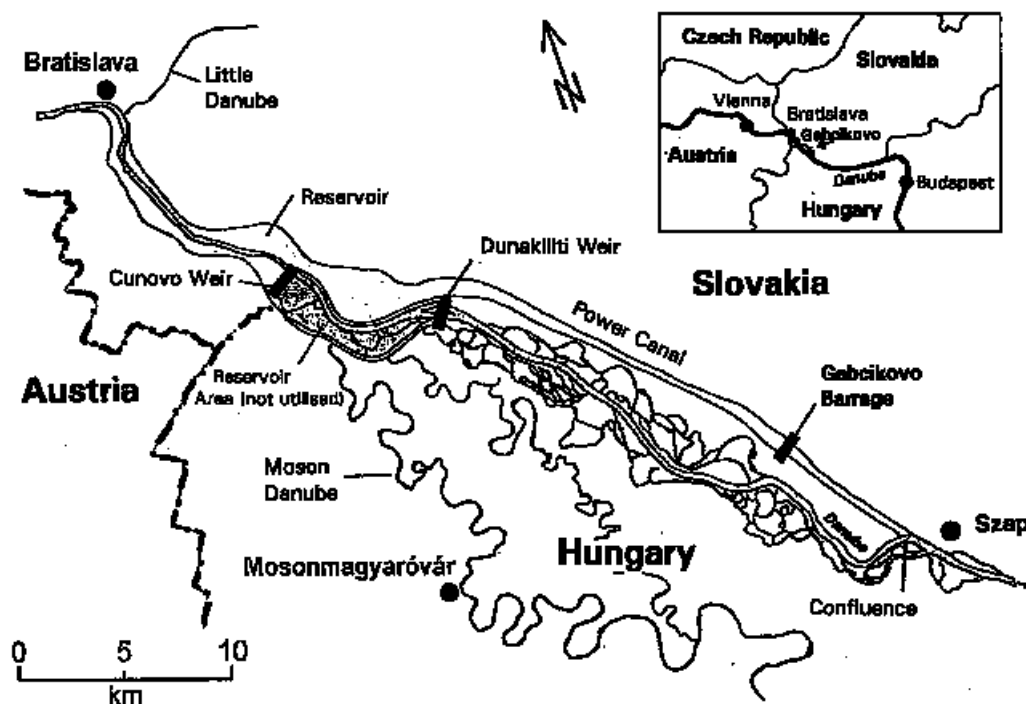 Bratislava
Little
Danube
N
Reservoir
Dunakiliti Weir
Cunovo Weir
Slovakia
Power Canal
Austria
Reservoir
Area (not utilised)
Gabcikovo
Barrage
Moson
Danube
Danube
Szap
Hungary
Mosonmagyaróvár
Confluence
0 5 10
km
Czech Republic
Slovakia
Vienna
Bratislava
Gabcikovo
Austria
Danube
Budapest
Hungary